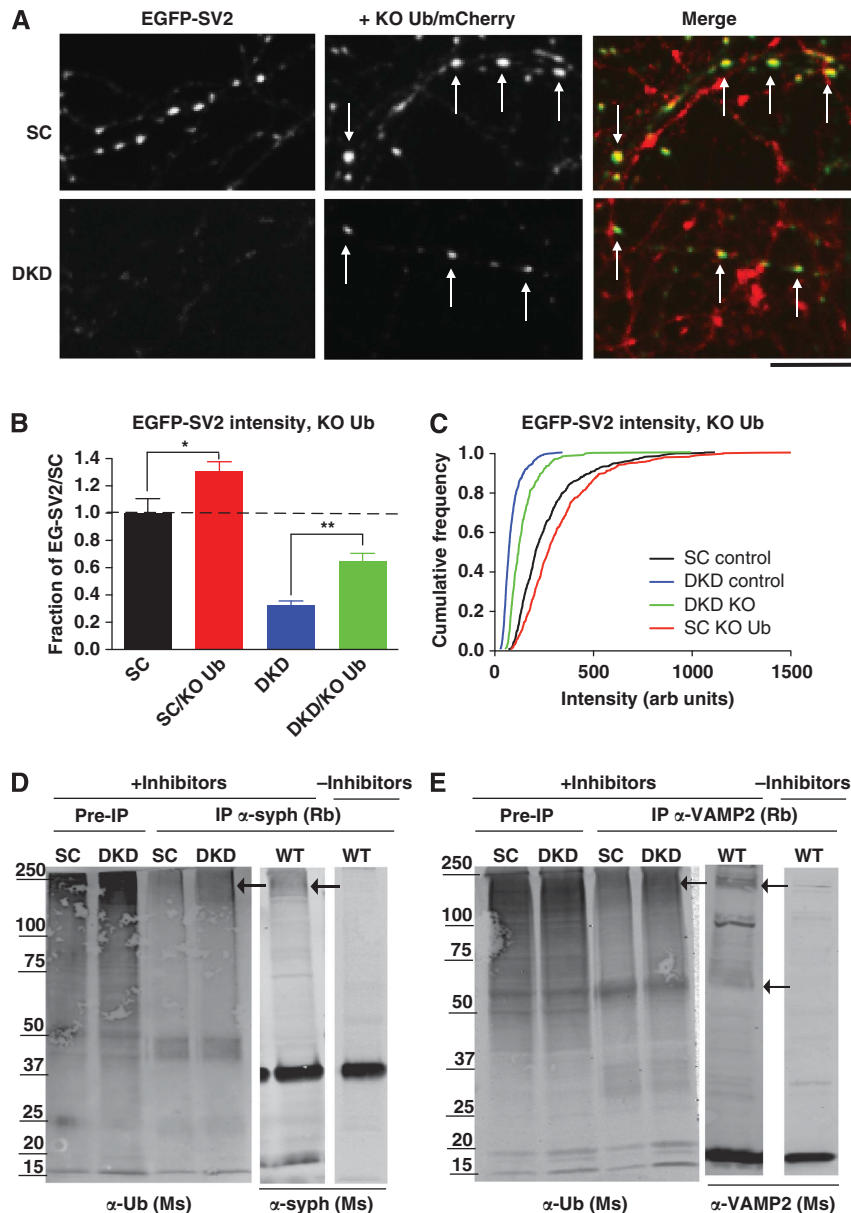 A
EGFP-SV2
+ KO Ub/mCherry
Merge
SC
DKD
B
EGFP-SV2 intensity, KO Ub
Fraction of EG-SV2/SC
1.4
1.2
1.0
0.8
0.6
0.4
0.2
0.0
*
**
SC
SC/KO Ub
DKD
DKD/KO Ub
C
EGFP-SV2 intensity, KO Ub
Cumulative frequency
1.0
0.8
0.6
0.4
0.2
0.0
SC control
DKD control
DKD KO
SC KO Ub
0
500
1000
1500
Intensity (arb units)
D
+Inhibitors
–Inhibitors
Pre-IP
IP α-syph (Rb)
SC
DKD
SC
DKD
WT
WT
250
100
75
50
37
25
20
15
α-Ub (Ms)
α-syph (Ms)
E
+Inhibitors
–Inhibitors
Pre-IP
IP α-VAMP2 (Rb)
SC
DKD
SC
DKD
WT
WT
250
100
75
50
37
25
20
15
α-Ub (Ms)
α-VAMP2 (Ms)